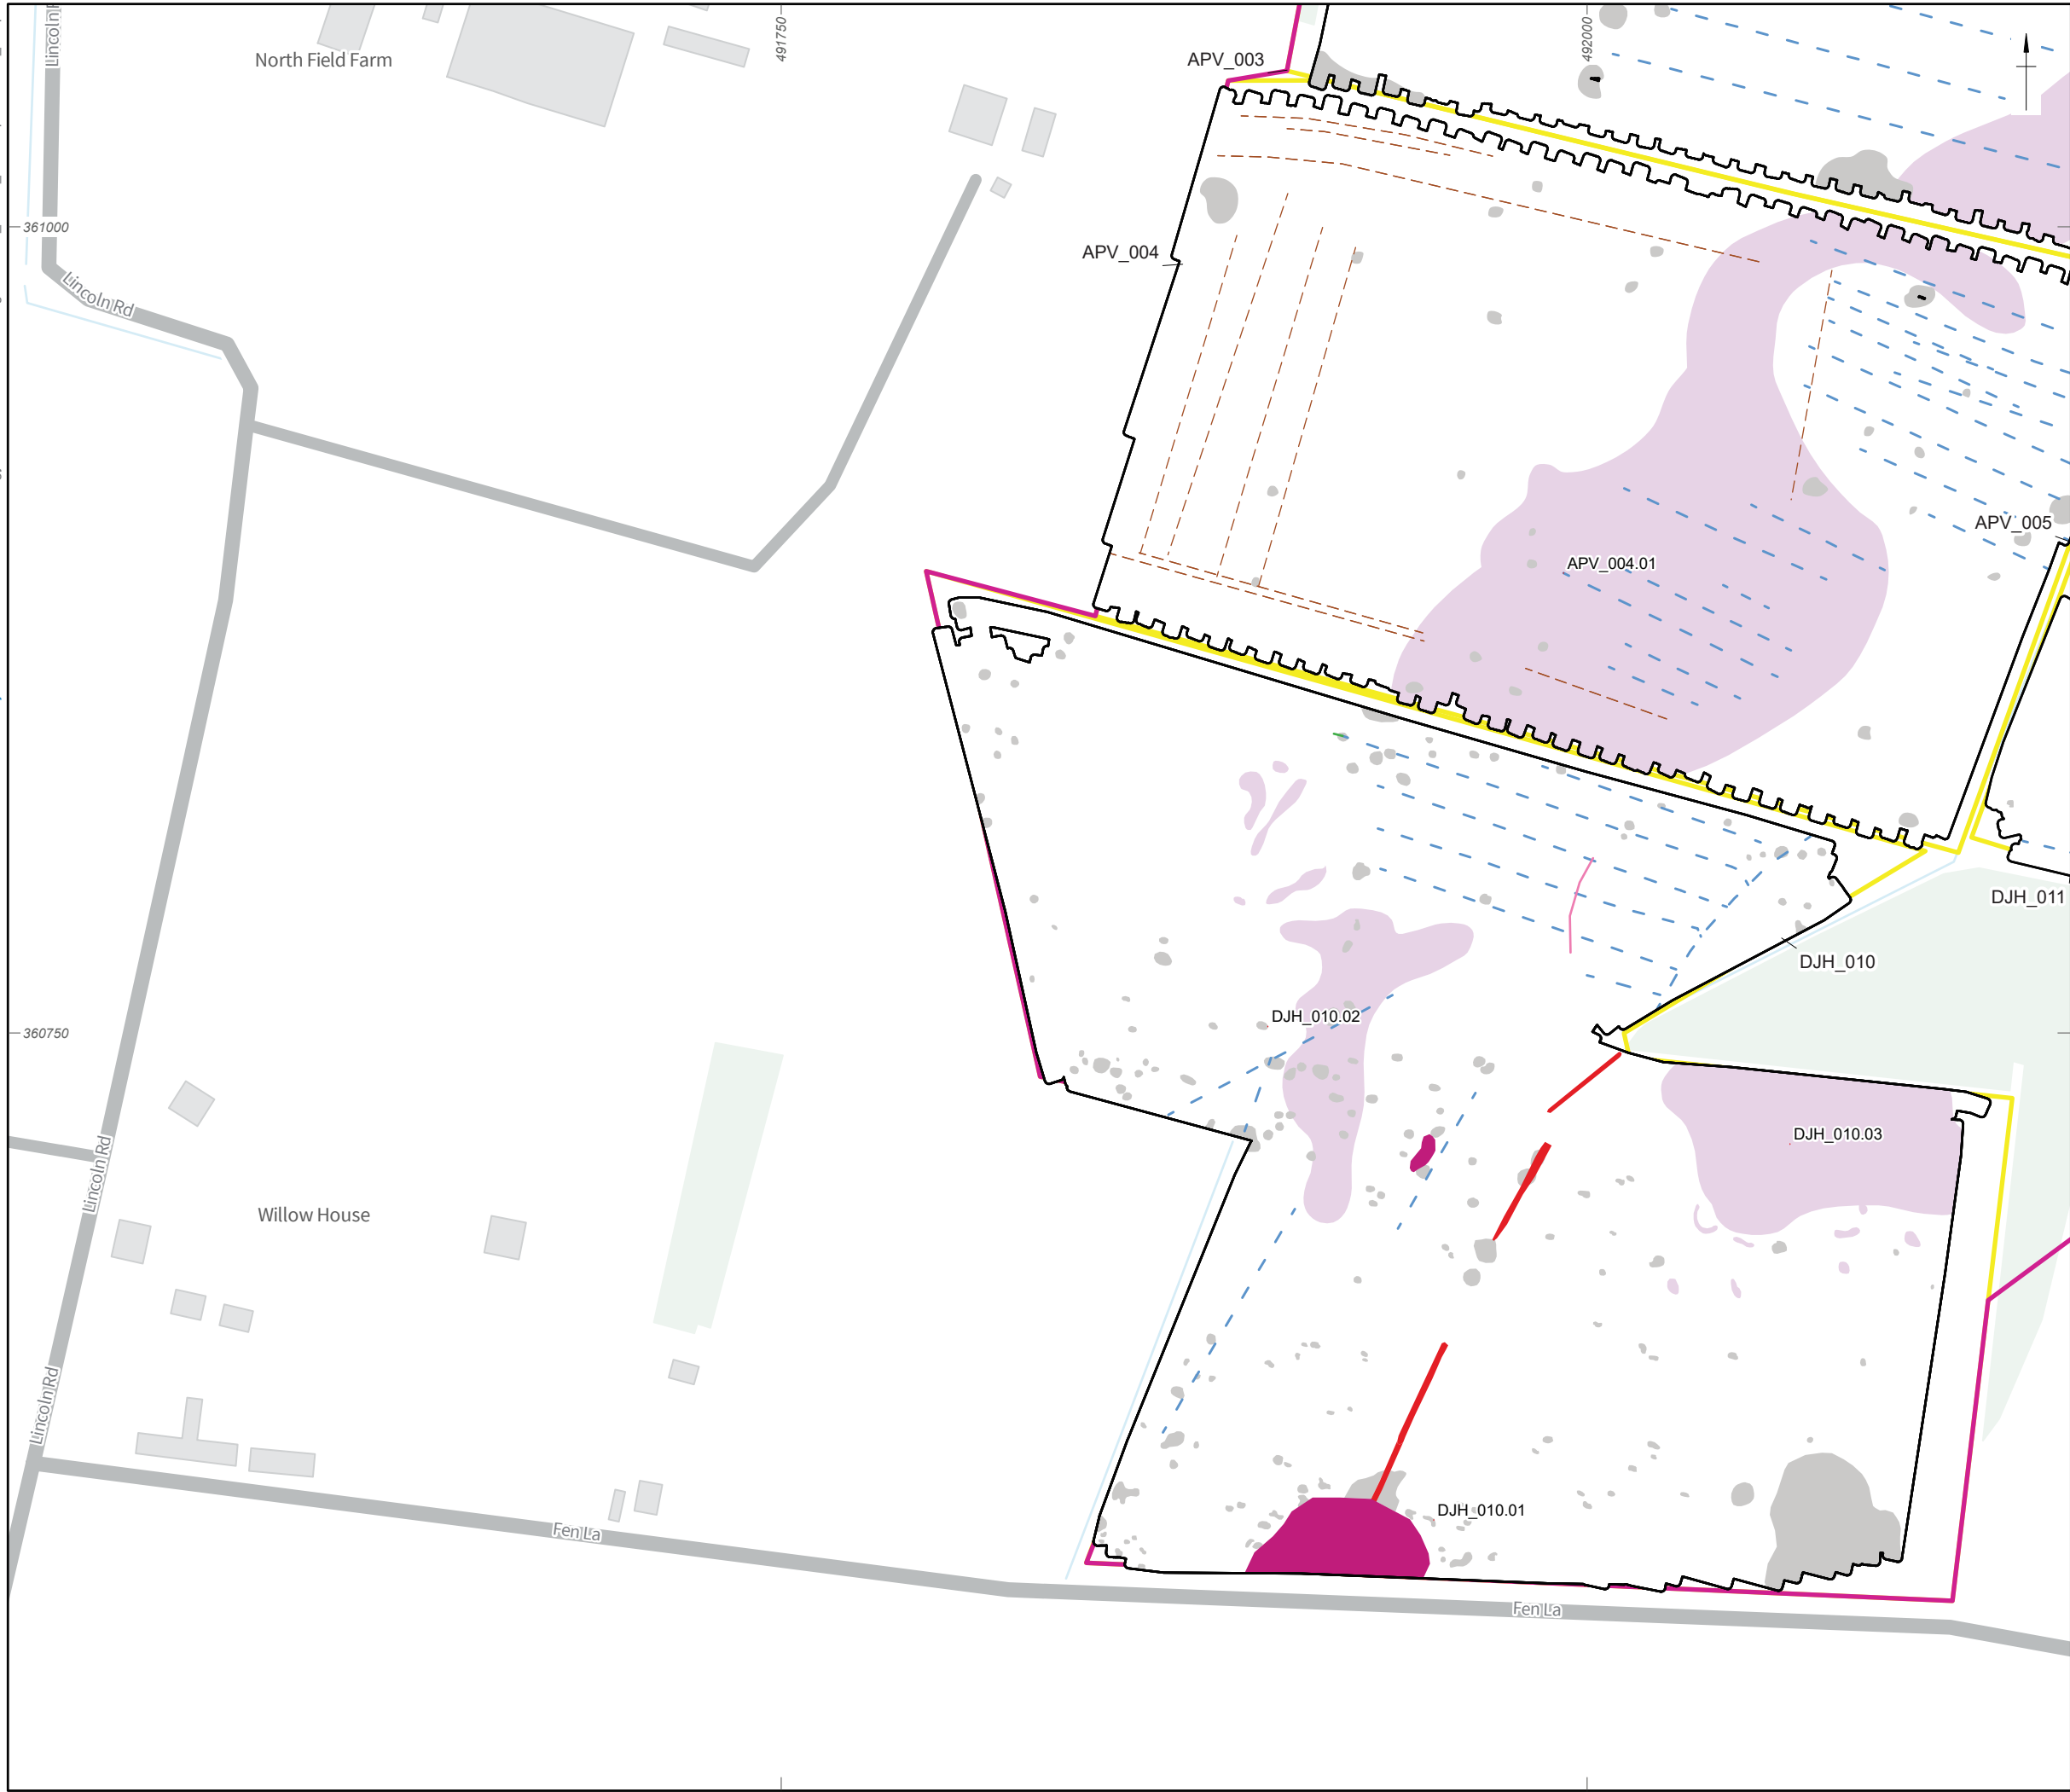 Lincoln
North Field Farm
491750
APV_003
492000
361000
APV_004
Lincoln Rd
APV_005
APV_004.01
DJH_011
DJH_010
DJH_010.02
360750
DJH_010.03
Lincoln Rd
Willow House
Lincoln Rd
DJH_010.01
Fen La
Fen La